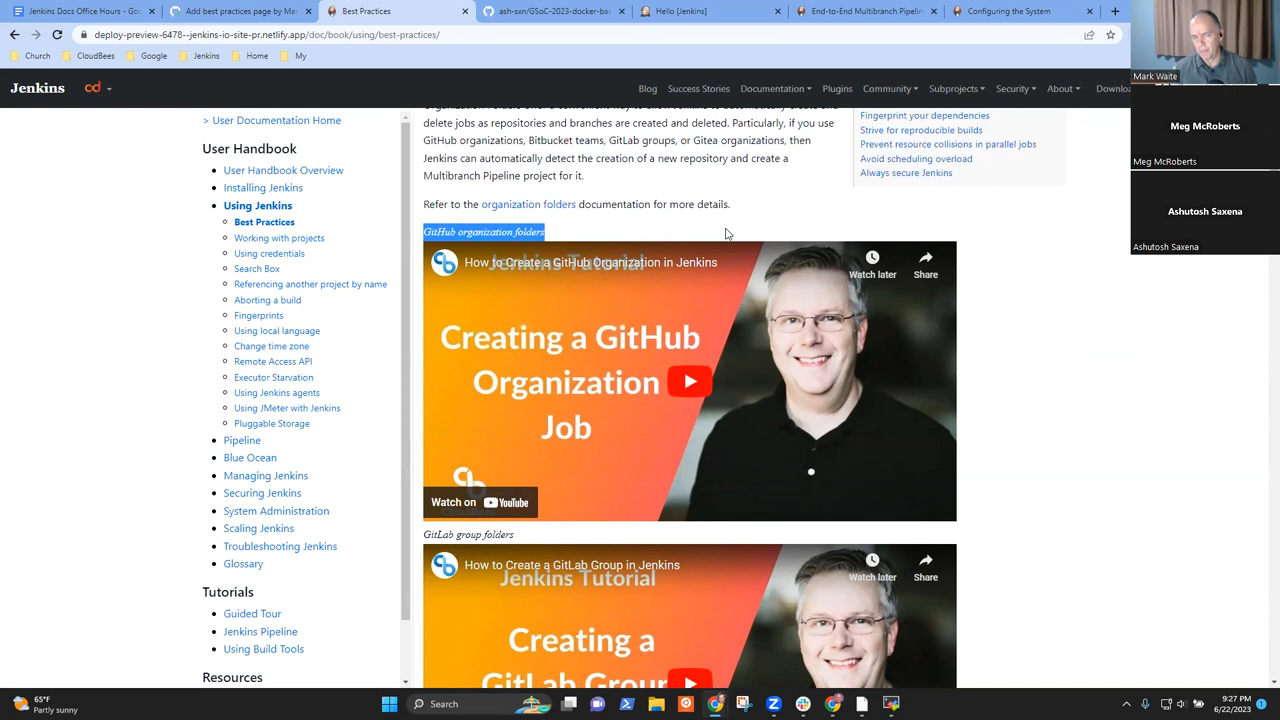 Jenkins Docs Office Hours - Goo
Add best practices page by Mar
Best Practices
ash-sxn/GSoC-2023-docker-bas
Hello [Jenkins]
End-to-End Multibranch Pipelin
Configuring the System
deploy-preview-6478--jenkins-io-site-pr.netlify.app/doc/book/using/best-practices/
Church
CloudBees
Google
Jenkins
Home
My
Jenkins
cd
Blog
Success Stories
Documentation
Plugins
Community
Subprojects
Security
About
Downloa
Mark Waite
Meg McRoberts
Meg McRoberts
Ashutosh Saxena
Ashutosh Saxena
> User Documentation Home
User Handbook
User Handbook Overview
Installing Jenkins
Using Jenkins
Best Practices
Working with projects
Using credentials
Search Box
Referencing another project by name
Aborting a build
Fingerprints
Using local language
Change time zone
Remote Access API
Executor Starvation
Using Jenkins agents
Using JMeter with Jenkins
Pluggable Storage
Pipeline
Blue Ocean
Managing Jenkins
Securing Jenkins
System Administration
Scaling Jenkins
Troubleshooting Jenkins
Glossary
Tutorials
Guided Tour
Jenkins Pipeline
Using Build Tools
Resources
delete jobs as repositories and branches are created and deleted. Particularly, if you use
GitHub organizations, Bitbucket teams, GitLab groups, or Gitea organizations, then
Jenkins can automatically detect the creation of a new repository and create a
Multibranch Pipeline project for it.
Refer to the organization folders documentation for more details.
GitHub organization folders
How to Create a GitHub Organization in Jenkins
Jenkins Tutorial
Watch later
Share
Creating a GitHub
Organization
Job
Watch on YouTube
GitLab group folders
How to Create a GitLab Group in Jenkins
Jenkins Tutorial
Watch later
Share
Creating a
GitLab Group
Fingerprint your dependencies
Strive for reproducible builds
Prevent resource collisions in parallel jobs
Avoid scheduling overload
Always secure Jenkins
65°F
Partly sunny
Search
9:27 PM
6/22/2023